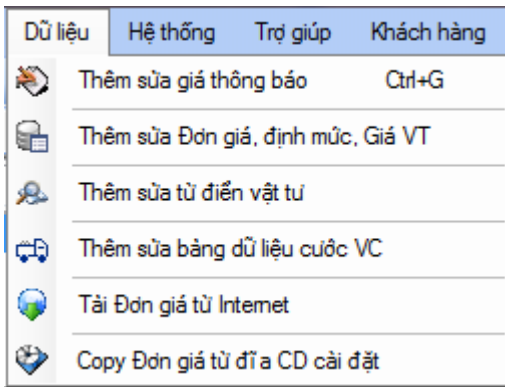 Dữ liệu Hệ thống Trợ giúp Khách hàng
Thêm sửa giá thông báo Ctrl+G
Thêm sửa Đơn giá, định mức, Giá VT
Thêm sửa từ điển vật tư
Thêm sửa bảng dữ liệu cước VC
Tải Đơn giá từ Internet
Copy Đơn giá từ đĩa CD cài đặt